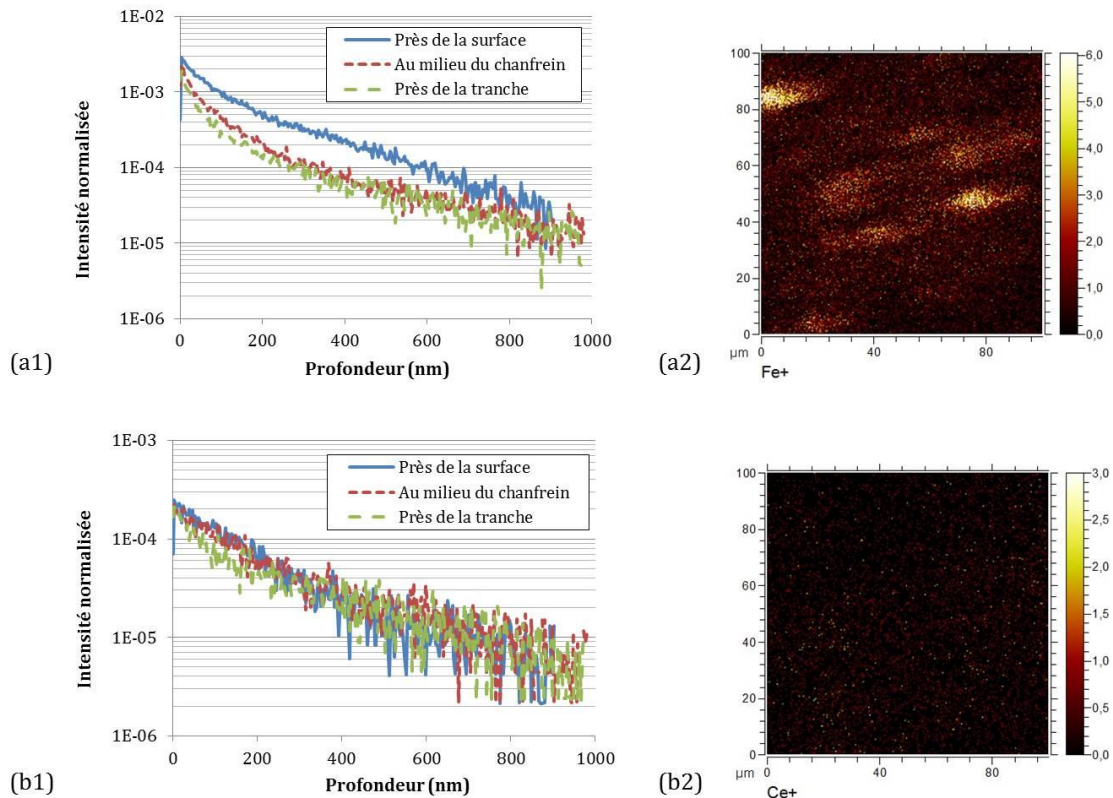 1E-02
1E-03
1E-04
1E-05
1E-06
Intensité normalisée
Près de la surface
Au milieu du chanfrein
Près de la tranche
0 200 400 600 800 1000
Profondeur (nm)
(a1)
100
80
60
40
20
0
µm 0 40 80
Fe+
6,0
5,0
4,0
3,0
2,0
1,0
0,0
(a2)
1E-03
1E-04
1E-05
1E-06
Intensité normalisée
Près de la surface
Au milieu du chanfrein
Près de la tranche
0 200 400 600 800 1000
Profondeur (nm)
(b1)
100
80
60
40
20
0
µm 0 40 80
Ce+
3,0
2,5
2,0
1,5
1,0
0,5
0,0
(b2)